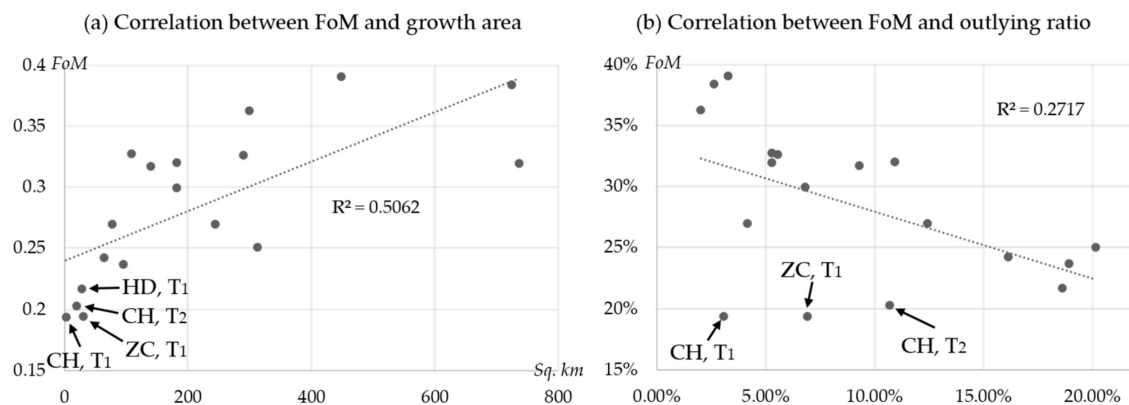 (a) Correlation between FoM and growth area
0.4
FoM
0.35
0.3
0.25
0.2
0.15
R² = 0.5062
HD, T1
CH, T2
ZC, T1
CH, T1
Sq. km
0
200
400
600
800
(b) Correlation between FoM and outlying ratio
40%
FoM
35%
30%
25%
20%
15%
R² = 0.2717
ZC, T1
CH, T1
CH, T2
0.00%
5.00%
10.00%
15.00%
20.00%